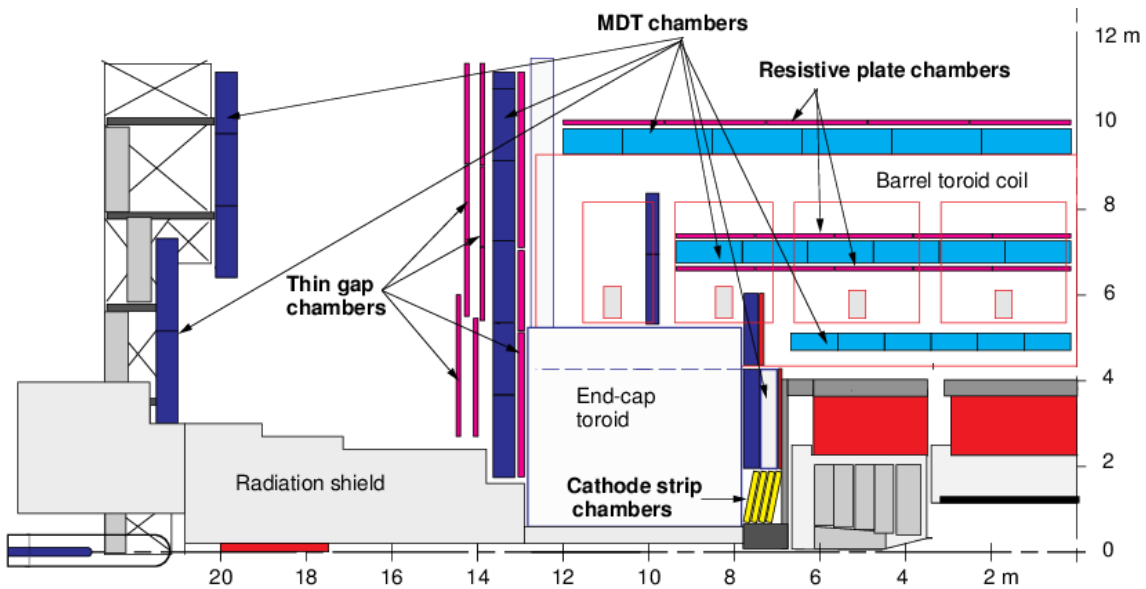 MDT chambers
12 m
Resistive plate chambers
10
Barrel toroid coil
8
Thin gap
chambers
6
4
End-cap
toroid
Radiation shield
Cathode strip
chambers
2
0
20 18 16 14 12 10 8 6 4 2 m